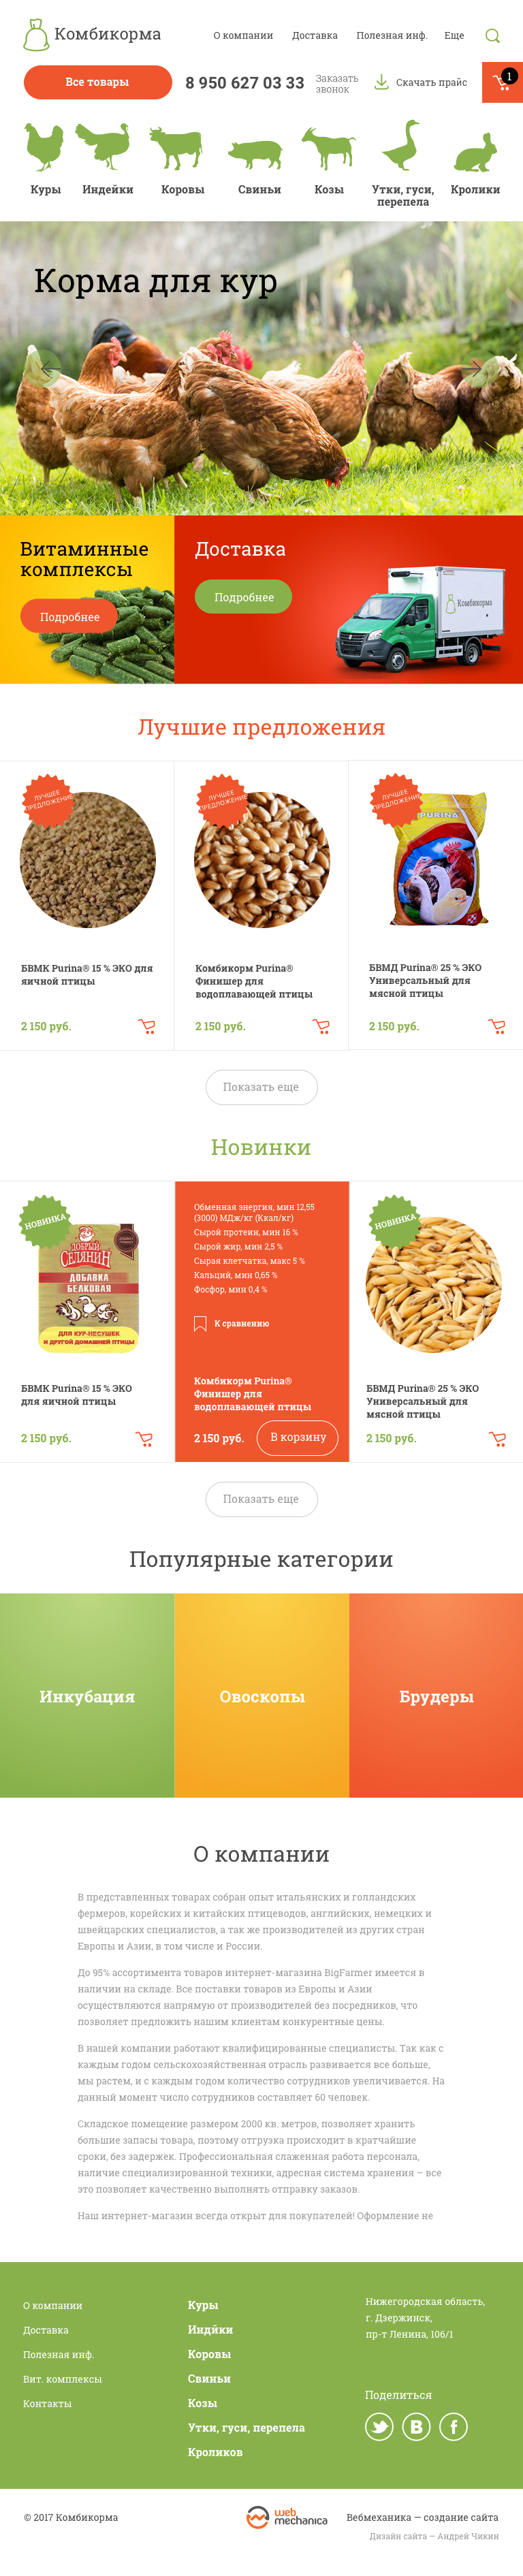 Комбикорма
О компании
Доставка
Полезная инф.
Еще
Все товары
8 950 627 03 33
Заказать
звонок
Скачать прайс
1
Куры
Индейки
Коровы
Свиньи
Козы
Утки, гуси,
перепела
Кролики
Корма для кур
Витаминные
комплексы
Подробнее
Доставка
Подробнее
Комбикорма
Лучшие предложения
ЛУЧШЕЕ
ПРЕДЛОЖЕНИЕ
БВМК Purina® 15 % ЭКО для
яичной птицы
2 150 руб.
ЛУЧШЕЕ
ПРЕДЛОЖЕНИЕ
Комбикорм Purina®
Финишер для
водоплавающей птицы
2 150 руб.
ЛУЧШЕЕ
ПРЕДЛОЖЕНИЕ
PURINA
БВМД Purina® 25 % ЭКО
Универсальный для
мясной птицы
2 150 руб.
Показать еще
Новинки
НОВИНКА
ДОБРЫЙ
СЕЛЯНИН
ДОБАВКА
БЕЛКОВАЯ
ДЛЯ КУР-НЕСУШЕК
И ДРУГОЙ ДОМАШНЕЙ ПТИЦЫ
БВМК Purina® 15 % ЭКО
для яичной птицы
2 150 руб.
Обменная энергия, мин 12,55
(3000) МДж/кг (Ккал/кг)
Сырой протеин, мин 16 %
Сырой жир, мин 2,5 %
Сырая клетчатка, макс 5 %
Кальций, мин 0,65 %
Фосфор, мин 0,4 %
К сравнению
Комбикорм Purina®
Финишер для
водоплавающей птицы
2 150 руб.
В корзину
НОВИНКА
БВМД Purina® 25 % ЭКО
Универсальный для
мясной птицы
2 150 руб.
Показать еще
Популярные категории
Инкубация
Овоскопы
Брудеры
О компании
В представленных товарах собран опыт итальянских и голландских
фермеров, корейских и китайских птицеводов, английских, немецких и
швейцарских специалистов, а так же производителей из других стран
Европы и Азии, в том числе и России.
До 95% ассортимента товаров интернет-магазина BigFarmer имеется в
наличии на складе. Все поставки товаров из Европы и Азии
осуществляются напрямую от производителей без посредников, что
позволяет предложить нашим клиентам конкурентные цены.
В нашей компании работают квалифицированные специалисты. Так как с
каждым годом сельскохозяйственная отрасль развивается все больше,
мы растем, и с каждым годом количество сотрудников увеличивается. На
данный момент число сотрудников составляет 60 человек.
Складское помещение размером 2000 кв. метров, позволяет хранить
большие запасы товара, поэтому отгрузка происходит в кратчайшие
сроки, без задержек. Профессиональная слаженная работа персонала,
наличие специализированной техники, адресная система хранения – все
это позволяет качественно выполнять отправку заказов.
Наш интернет-магазин всегда открыт для покупателей! Оформление не
О компании
Доставка
Полезная инф.
Вит. комплексы
Контакты
Куры
Индйки
Коровы
Свиньи
Козы
Утки, гуси, перепела
Кроликов
Нижегородская область,
г. Дзержинск,
пр-т Ленина, 106/1
Поделиться
© 2017 Комбикорма
web
mechanica
Вебмеханика — создание сайта
Дизайн сайта — Андрей Чикин